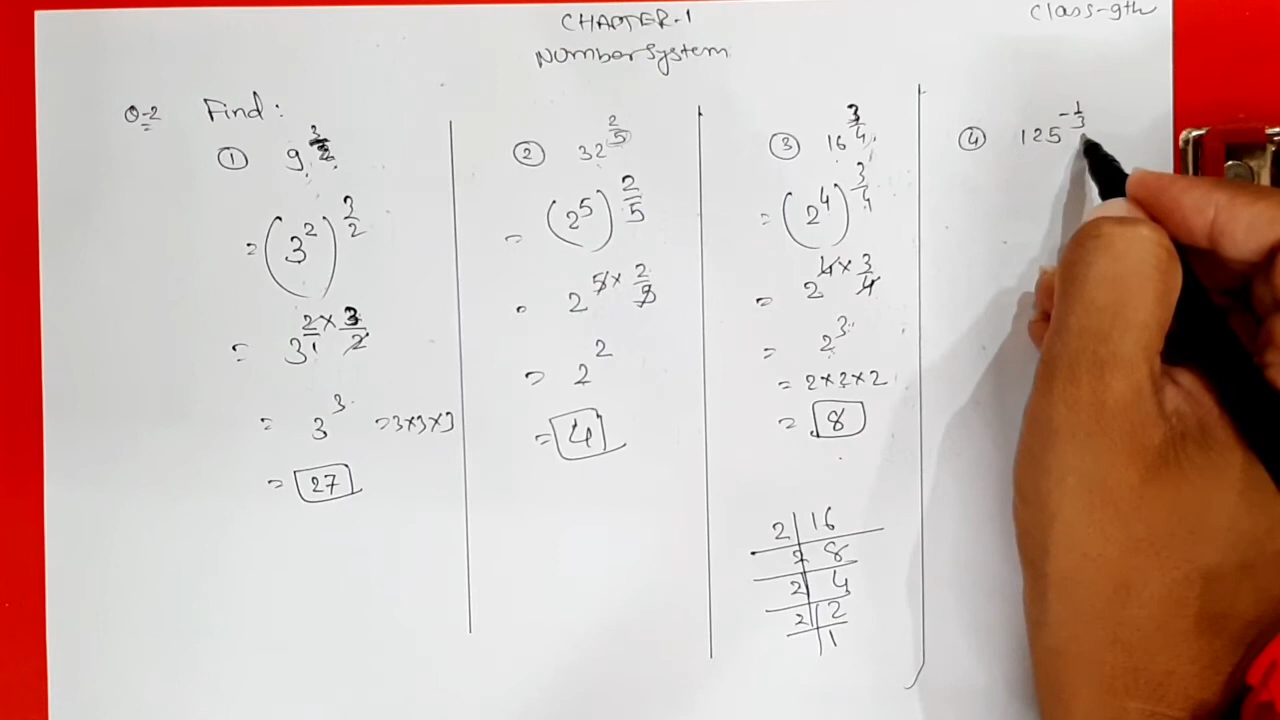 CHAPTER-1
Class-9th
Number System
Q-2 Find:
① 9^3/2
= (3^2)^3/2
= 3^2/1 × 3/2
= 3^3 = 3×3×3
= 27
② 32^2/5
= (2^5)^2/5
= 2^5 × 2/5
= 2^2
= 4
③ 16^3/4
= (2^4)^3/4
= 2^4 × 3/4
= 2^3
= 2×2×2
= 8
2 | 16
2 | 8
2 | 4
2 | 2
1
④ 125^-1/3